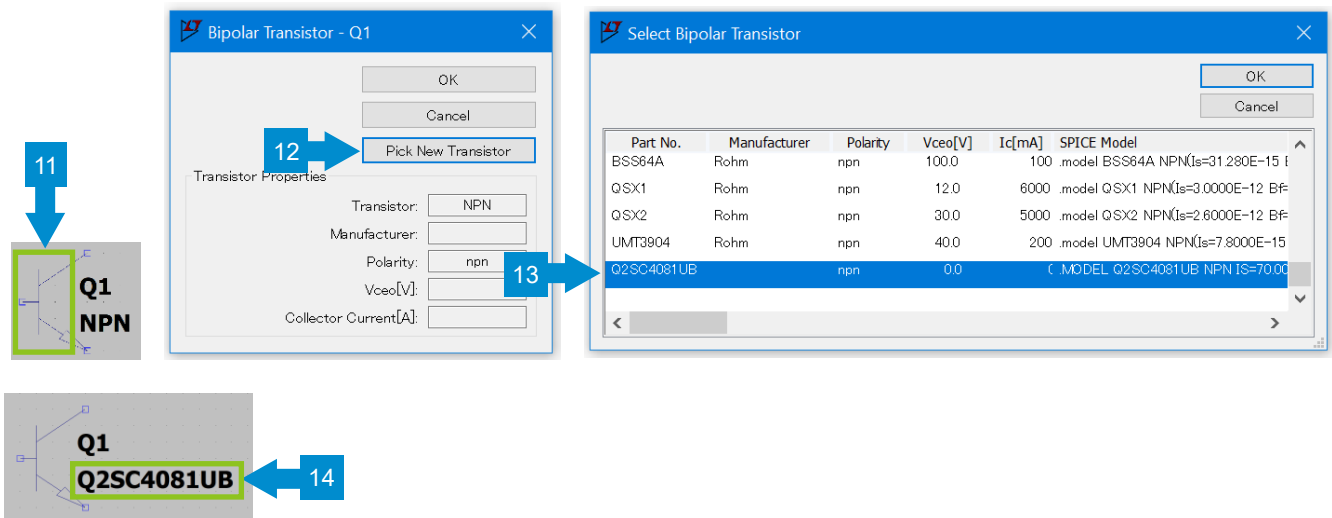 11
Q1
NPN
Bipolar Transistor - Q1
OK
Cancel
12
Pick New Transistor
Transistor Properties
Transistor: NPN
Manufacturer:
Polarity: npn
Vceo[V]:
Collector Current[A]:
Select Bipolar Transistor
OK
Cancel
Part No. Manufacturer Polarity Vceo[V] Ic[mA] SPICE Model
BSS64A Rohm npn 100.0 100 .model BSS64A NPN(Is=31.280E-15
QSX1 Rohm npn 12.0 6000 .model QSX1 NPN(Is=3.0000E-12 Bf=
QSX2 Rohm npn 30.0 5000 .model QSX2 NPN(Is=2.6000E-12 Bf=
UMT3904 Rohm npn 40.0 200 .model UMT3904 NPN(Is=7.8000E-15
13
Q2SC4081UB npn 0.0 .MODEL Q2SC4081UB NPN IS=70.00
Q1
Q2SC4081UB
14